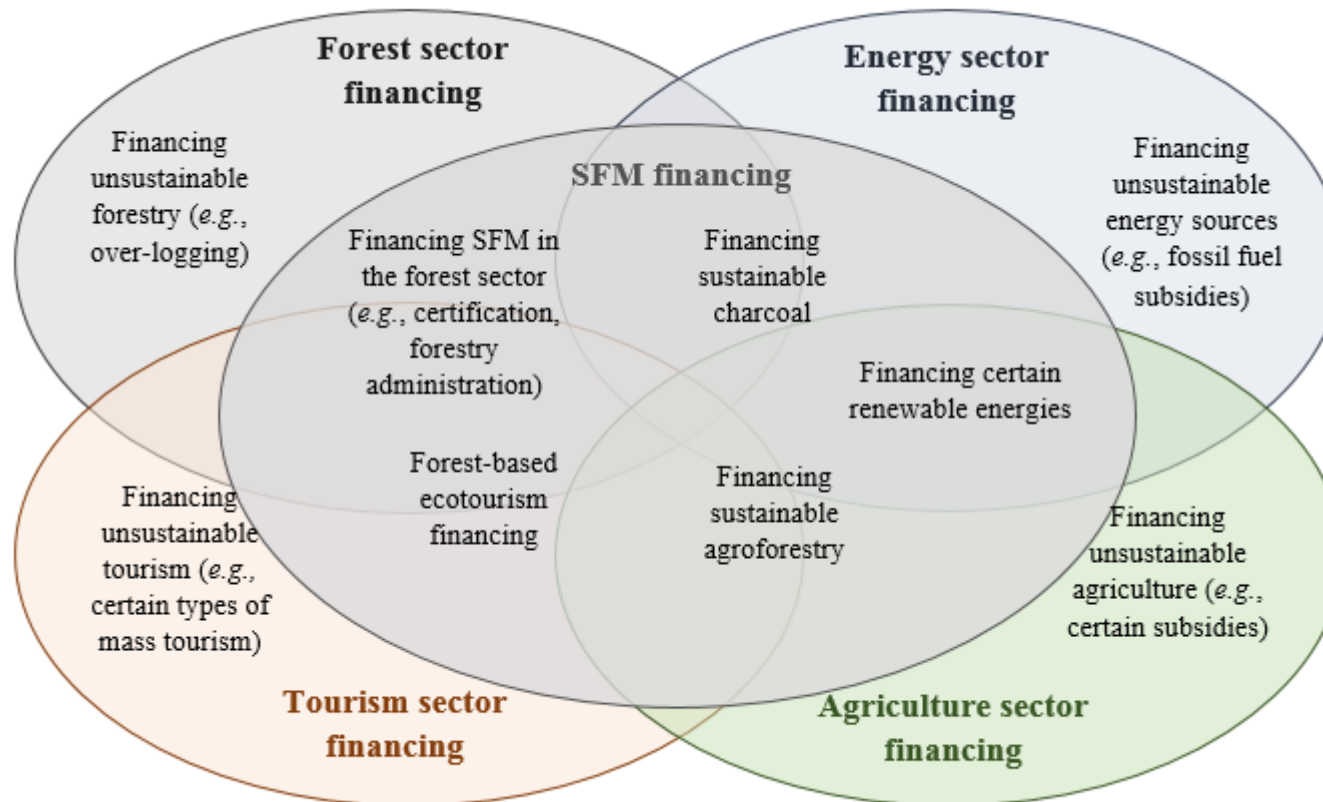 Forest sector
financing
Energy sector
financing
Financing
unsustainable
forestry (e.g.,
over-logging)
SFM financing
Financing
unsustainable
energy sources
(e.g., fossil fuel
subsidies)
Financing SFM in
the forest sector
(e.g., certification,
forestry
administration)
Financing
sustainable
charcoal
Financing certain
renewable energies
Forest-based
ecotourism
financing
Financing
sustainable
agroforestry
Financing
unsustainable
tourism (e.g.,
certain types of
mass tourism)
Financing
unsustainable
agriculture (e.g.,
certain subsidies)
Tourism sector
financing
Agriculture sector
financing